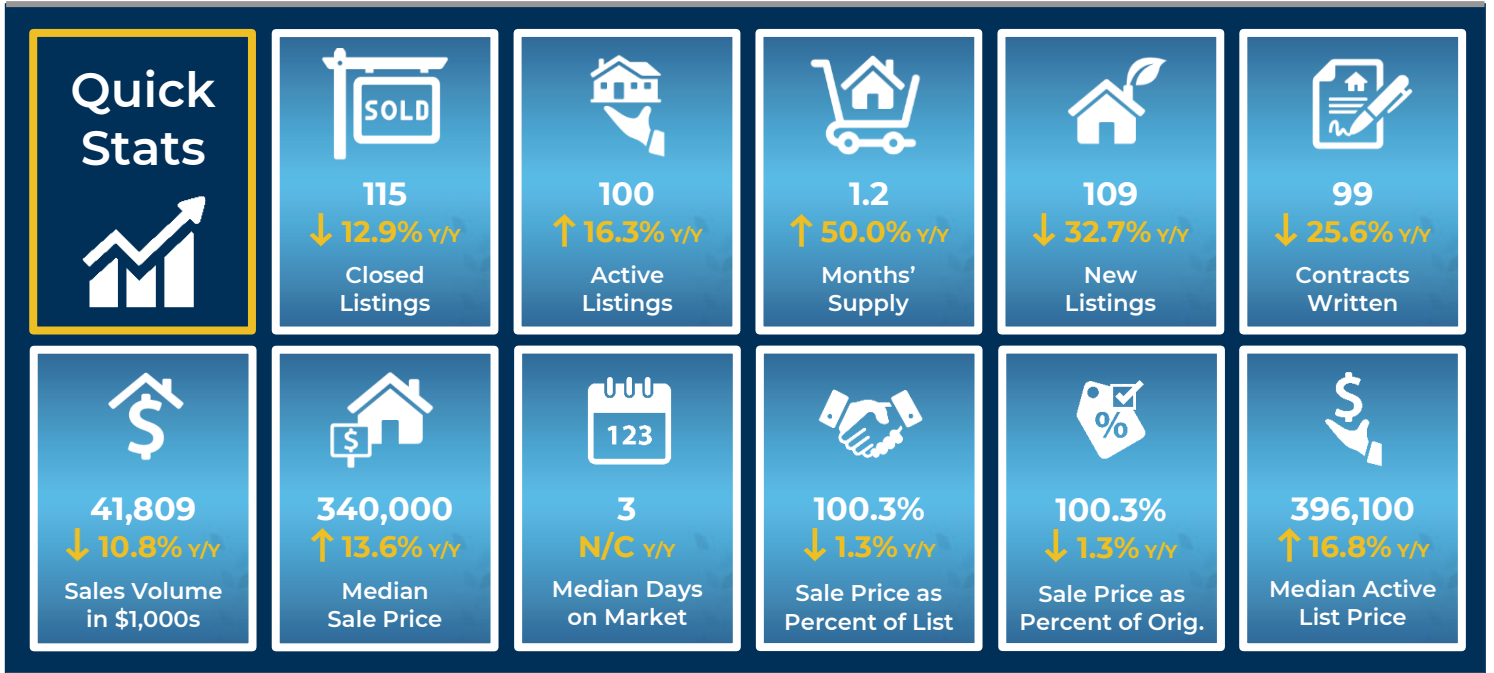 Quick
Stats
SOLD
115
↓ 12.9% Y/Y
Closed
Listings
100
↑ 16.3% Y/Y
Active
Listings
1.2
↑ 50.0% Y/Y
Months’
Supply
109
↓ 32.7% Y/Y
New
Listings
99
↓ 25.6% Y/Y
Contracts
Written
$
41,809
↓ 10.8% Y/Y
Sales Volume
in $1,000s
$
340,000
↑ 13.6% Y/Y
Median
Sale Price
123
3
N/C Y/Y
Median Days
on Market
100.3%
↓ 1.3% Y/Y
Sale Price as
Percent of List
%
100.3%
↓ 1.3% Y/Y
Sale Price as
Percent of Orig.
$
396,100
↑ 16.8% Y/Y
Median Active
List Price